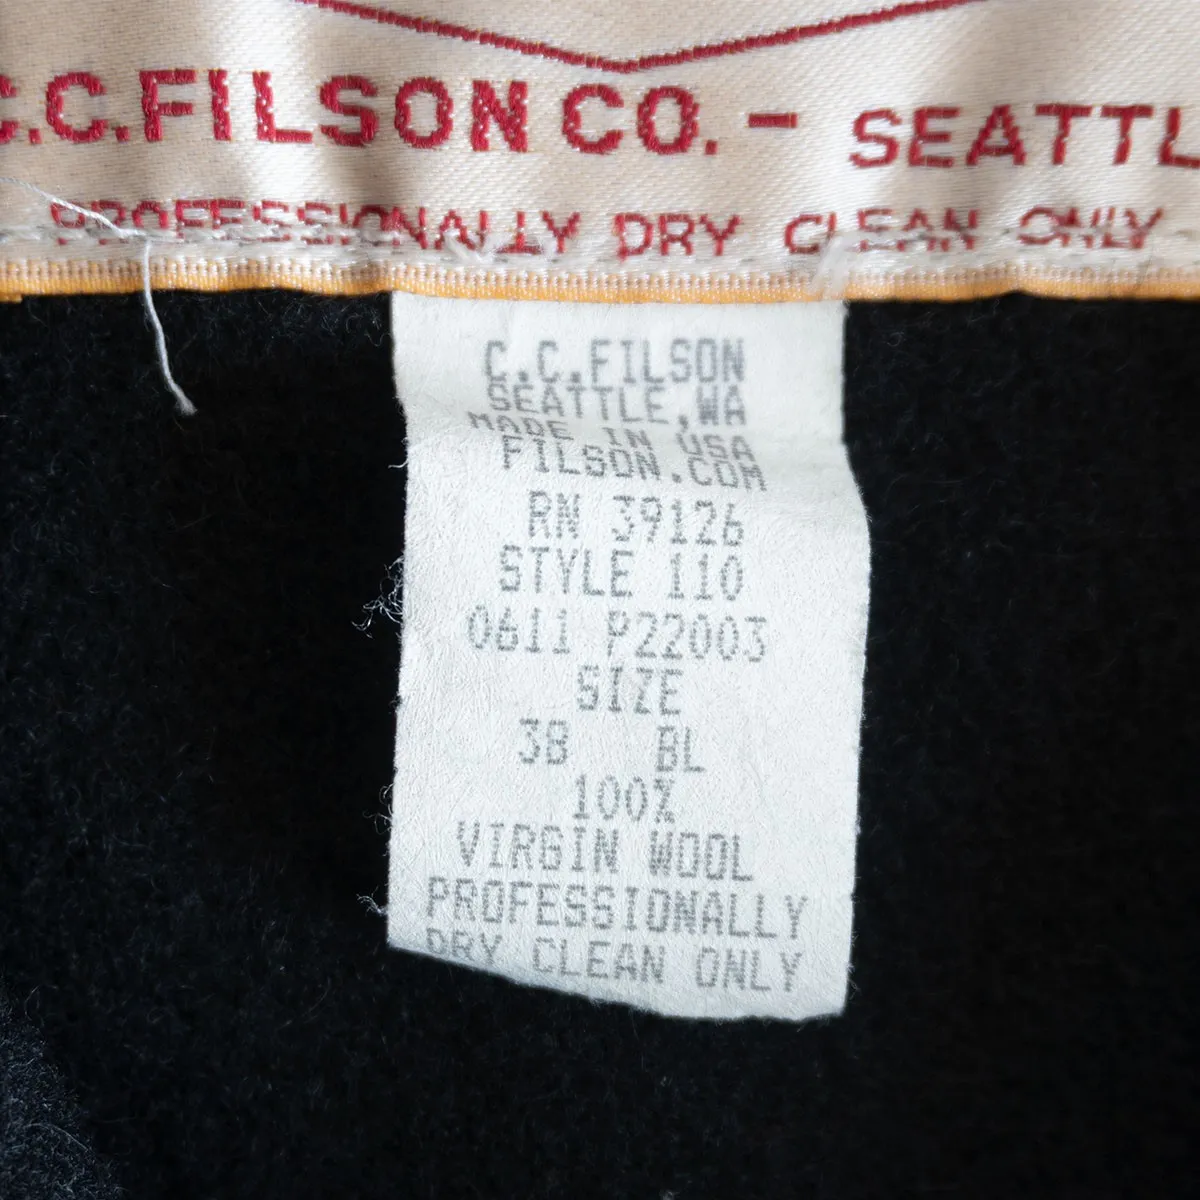 C.C.FILSON CO. – SEATTL
PROFESSIONALLY DRY CLEAN ONLY
C.C.FILSON
SEATTLE,WA
MADE IN USA
FILSON.COM
RN 39126
STYLE 110
0611 P22003
SIZE
38 BL
100%
VIRGIN WOOL
PROFESSIONALLY
DRY CLEAN ONLY